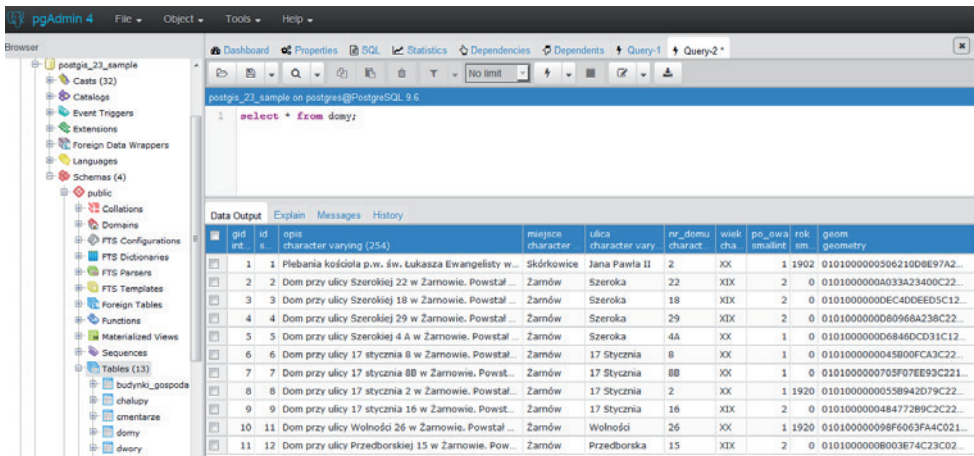 pgAdmin 4 File Object Tools Help
Browser
Dashboard Properties SQL Statistics Dependencies Dependents Query-1 Query-2 *
No limit
postgis_23_sample on postgres@PostgreSQL 9.6
1 select * from domy;
postgis_23_sample
Casts (32)
Catalogs
Event Triggers
Extensions
Foreign Data Wrappers
Languages
Schemas (4)
public
Collations
Domains
FTS Configurations
FTS Dictionaries
FTS Parsers
FTS Templates
Foreign Tables
Functions
Materialized Views
Sequences
Tables (13)
budynki_gospoda
chalupy
cmentarze
domy
dwory
Data Output Explain Messages History
gid id opis miejsce ulica nr_domu wiek po_owa rok geom
int... s... character varying (254) character ... character vary... charact... cha... smallint sm... geometry
1 1 Plebania kościoła p.w. św. Łukasza Ewangelisty w... Skórkowice Jana Pawła II 2 XX 1 1902
2 2 Dom przy ulicy Szerokiej 22 w Żarnowie. Powstał ... Żarnów Szeroka 22 XIX 2 0
3 3 Dom przy ulicy Szerokiej 18 w Żarnowie. Powstał ... Żarnów Szeroka 18 XIX 2 0
4 4 Dom przy ulicy Szerokiej 29 w Żarnowie. Powstał ... Żarnów Szeroka 29 XIX 2 0
5 5 Dom przy ulicy Szerokiej 4 A w Żarnowie. Powstał... Żarnów Szeroka 4A XX 1 0
6 6 Dom przy ulicy 17 stycznia 8 w Żarnowie. Powstał... Żarnów 17 Stycznia 8 XX 1 0
7 7 Dom przy ulicy 17 stycznia 8B w Żarnowie. Powst... Żarnów 17 Stycznia 8B XX 1 0
8 8 Dom przy ulicy 17 stycznia 2 w Żarnowie. Powstał... Żarnów 17 Stycznia 2 XX 1 1920
9 9 Dom przy ulicy 17 stycznia 16 w Żarnowie. Powst... Żarnów 17 Stycznia 16 XIX 2 0
10 11 Dom przy ulicy Wolności 26 w Żarnowie. Powstał ... Żarnów Wolności 26 XX 1 1920
11 12 Dom przy ulicy Przedborskiej 15 w Żarnowie. Pow... Żarnów Przedborska 15 XIX 2 0